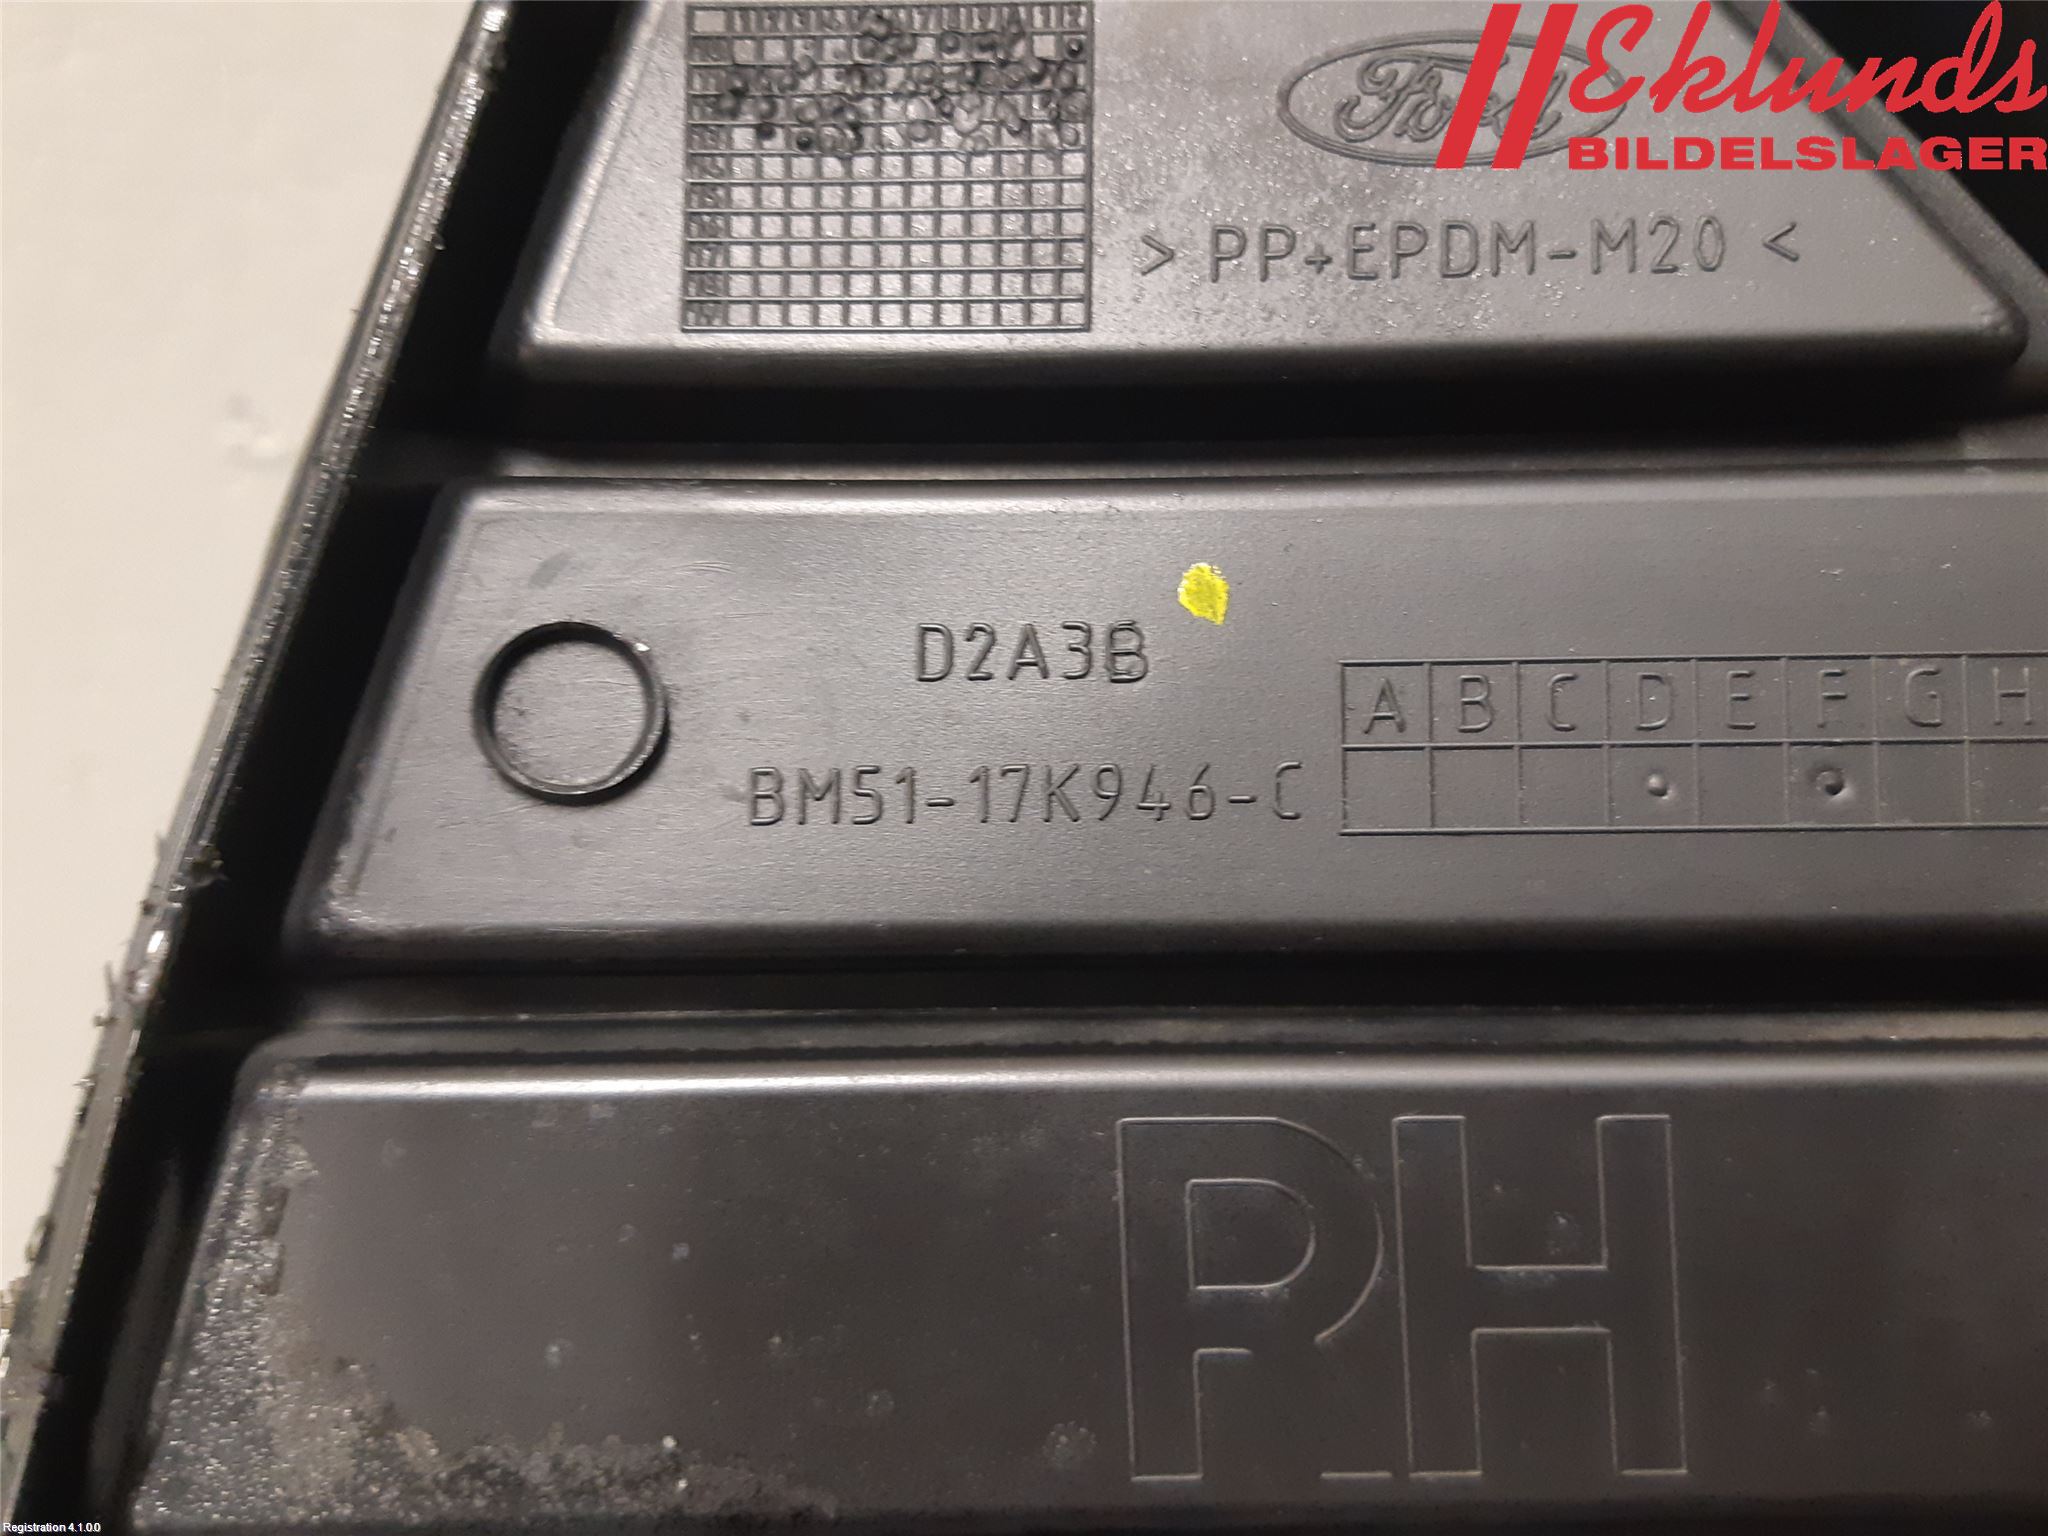 Ford
Eklunds
BILDELSLAGER
> PP+EPDM-M20 <
D2A3B
A B C D E F G H
BM51-17K946-C
RH
Registration 4.1.0.0